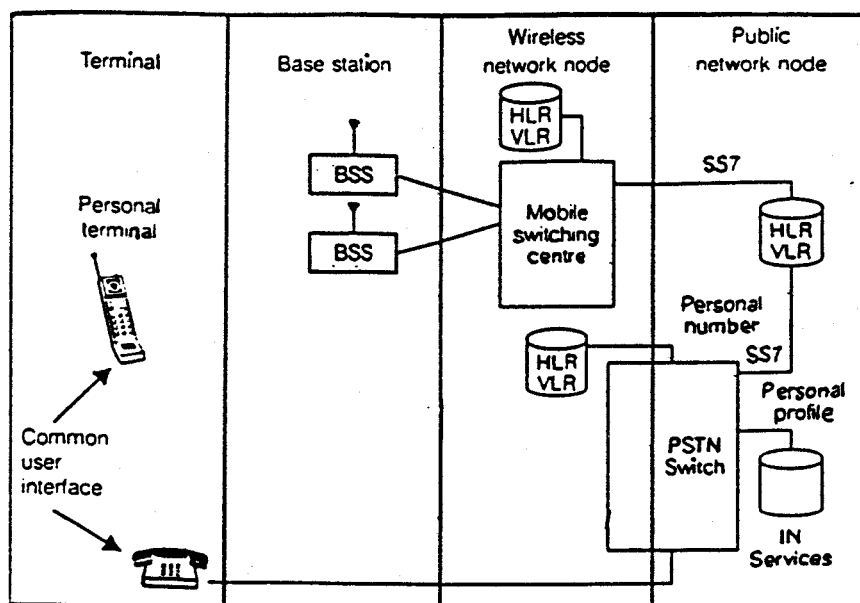 Terminal
Base station
Wireless
network node
Public
network node
HLR
VLR
SS7
BSS
Personal
terminal
Mobile
switching
centre
BSS
HLR
VLR
Personal
number
HLR
VLR
SS7
Personal
profile
Common
user
interface
PSTN
Switch
IN
Services